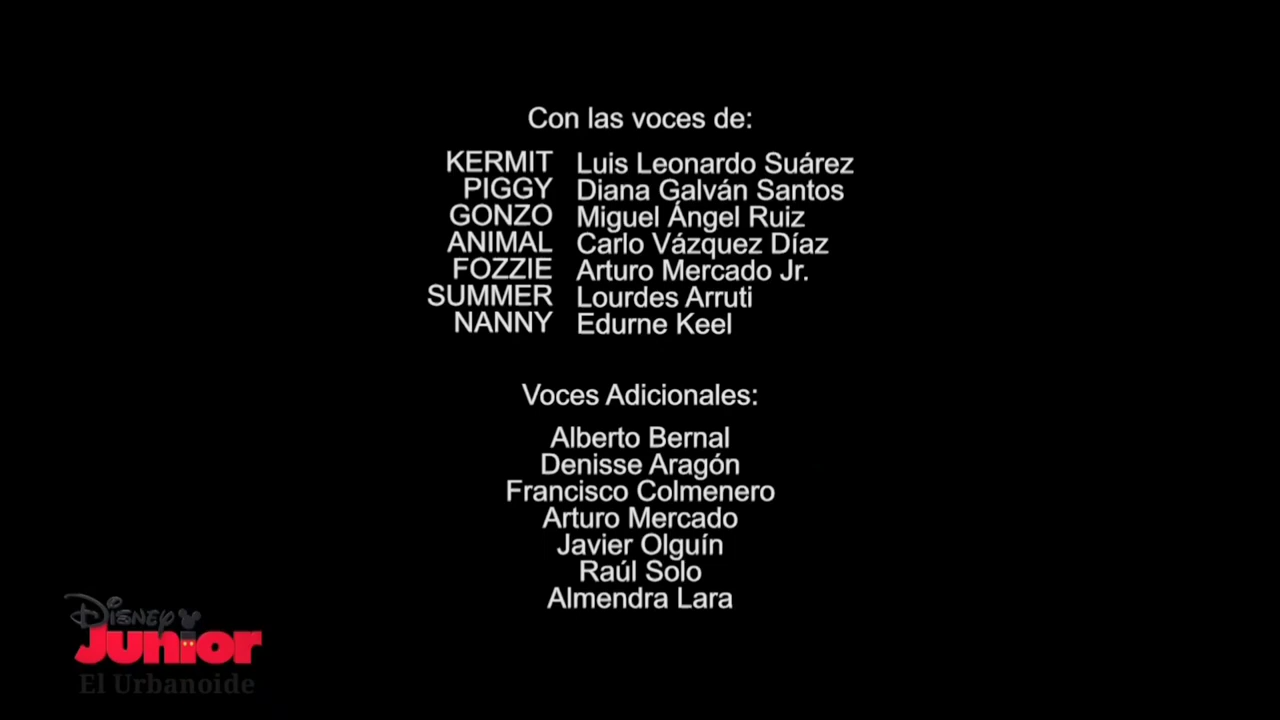 Con las voces de:
KERMIT Luis Leonardo Suárez
PIGGY Diana Galván Santos
GONZO Miguel Ángel Ruiz
ANIMAL Carlo Vázquez Díaz
FOZZIE Arturo Mercado Jr.
SUMMER Lourdes Arruti
NANNY Edurne Keel
Voces Adicionales:
Alberto Bernal
Denisse Aragón
Francisco Colmenero
Arturo Mercado
Javier Olguín
Raúl Solo
Almendra Lara
Disney
Junior
El Urbanoide